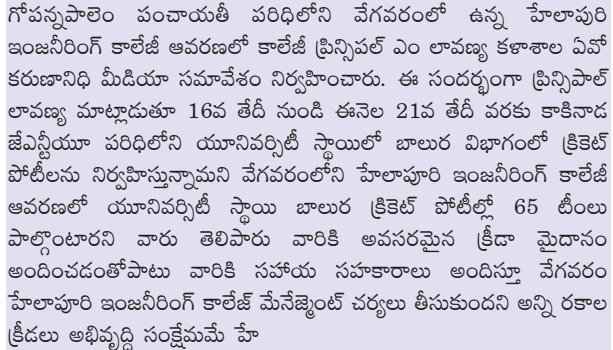 గోపన్నపాలెం పంచాయతీ పరిధిలోని వేగవరంలో ఉన్న హేలాపురి
ఇంజనీరింగ్ కాలేజీ ఆవరణలో కాలేజీ ప్రిన్సిపల్ ఎం లావణ్య కళాశాల ఏవో
కరుణానిధి మీడియా సమావేశం నిర్వహించారు. ఈ సందర్భంగా ప్రిన్సిపాల్
లావణ్య మాట్లాడుతూ 16వ తేదీ నుండి ఈనెల 21వ తేదీ వరకు కాకినాడ
జేఎన్టీయూ పరిధిలోని యూనివర్సిటీ స్థాయిలో బాలుర విభాగంలో క్రికెట్
పోటీలను నిర్వహిస్తున్నామని వేగవరంలోని హేలాపూరి ఇంజనీరింగ్ కాలేజీ
ఆవరణలో యూనివర్సిటీ స్థాయి బాలుర క్రికెట్ పోటీల్లో 65 టీంలు
పాల్గొంటారని వారు తెలిపారు వారికి అవసరమైన క్రీడా మైదానం
అందించడంతోపాటు వారికి సహాయ సహకారాలు అందిస్తూ వేగవరం
హేలాపూరి ఇంజనీరింగ్ కాలేజ్ మేనేజ్మెంట్ చర్యలు తీసుకుందని అన్ని రకాల
క్రీడలు అభివృద్ధి సంక్షేమమే హే